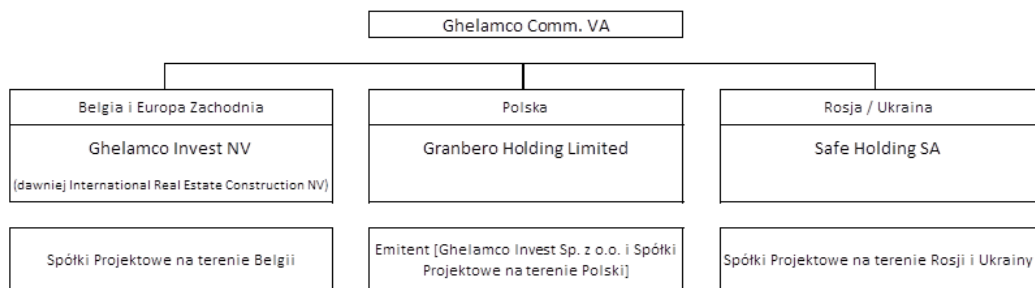 Ghelamco Comm. VA
Belgia i Europa Zachodnia
Ghelamco Invest NV
(dawniej International Real Estate Construction NV)
Spółki Projektowe na terenie Belgii
Polska
Granbero Holding Limited
Emitent [Ghelamco Invest Sp. z o.o. i Spółki
Projektowe na terenie Polski]
Rosja / Ukraina
Safe Holding SA
Spółki Projektowe na terenie Rosji i Ukrainy